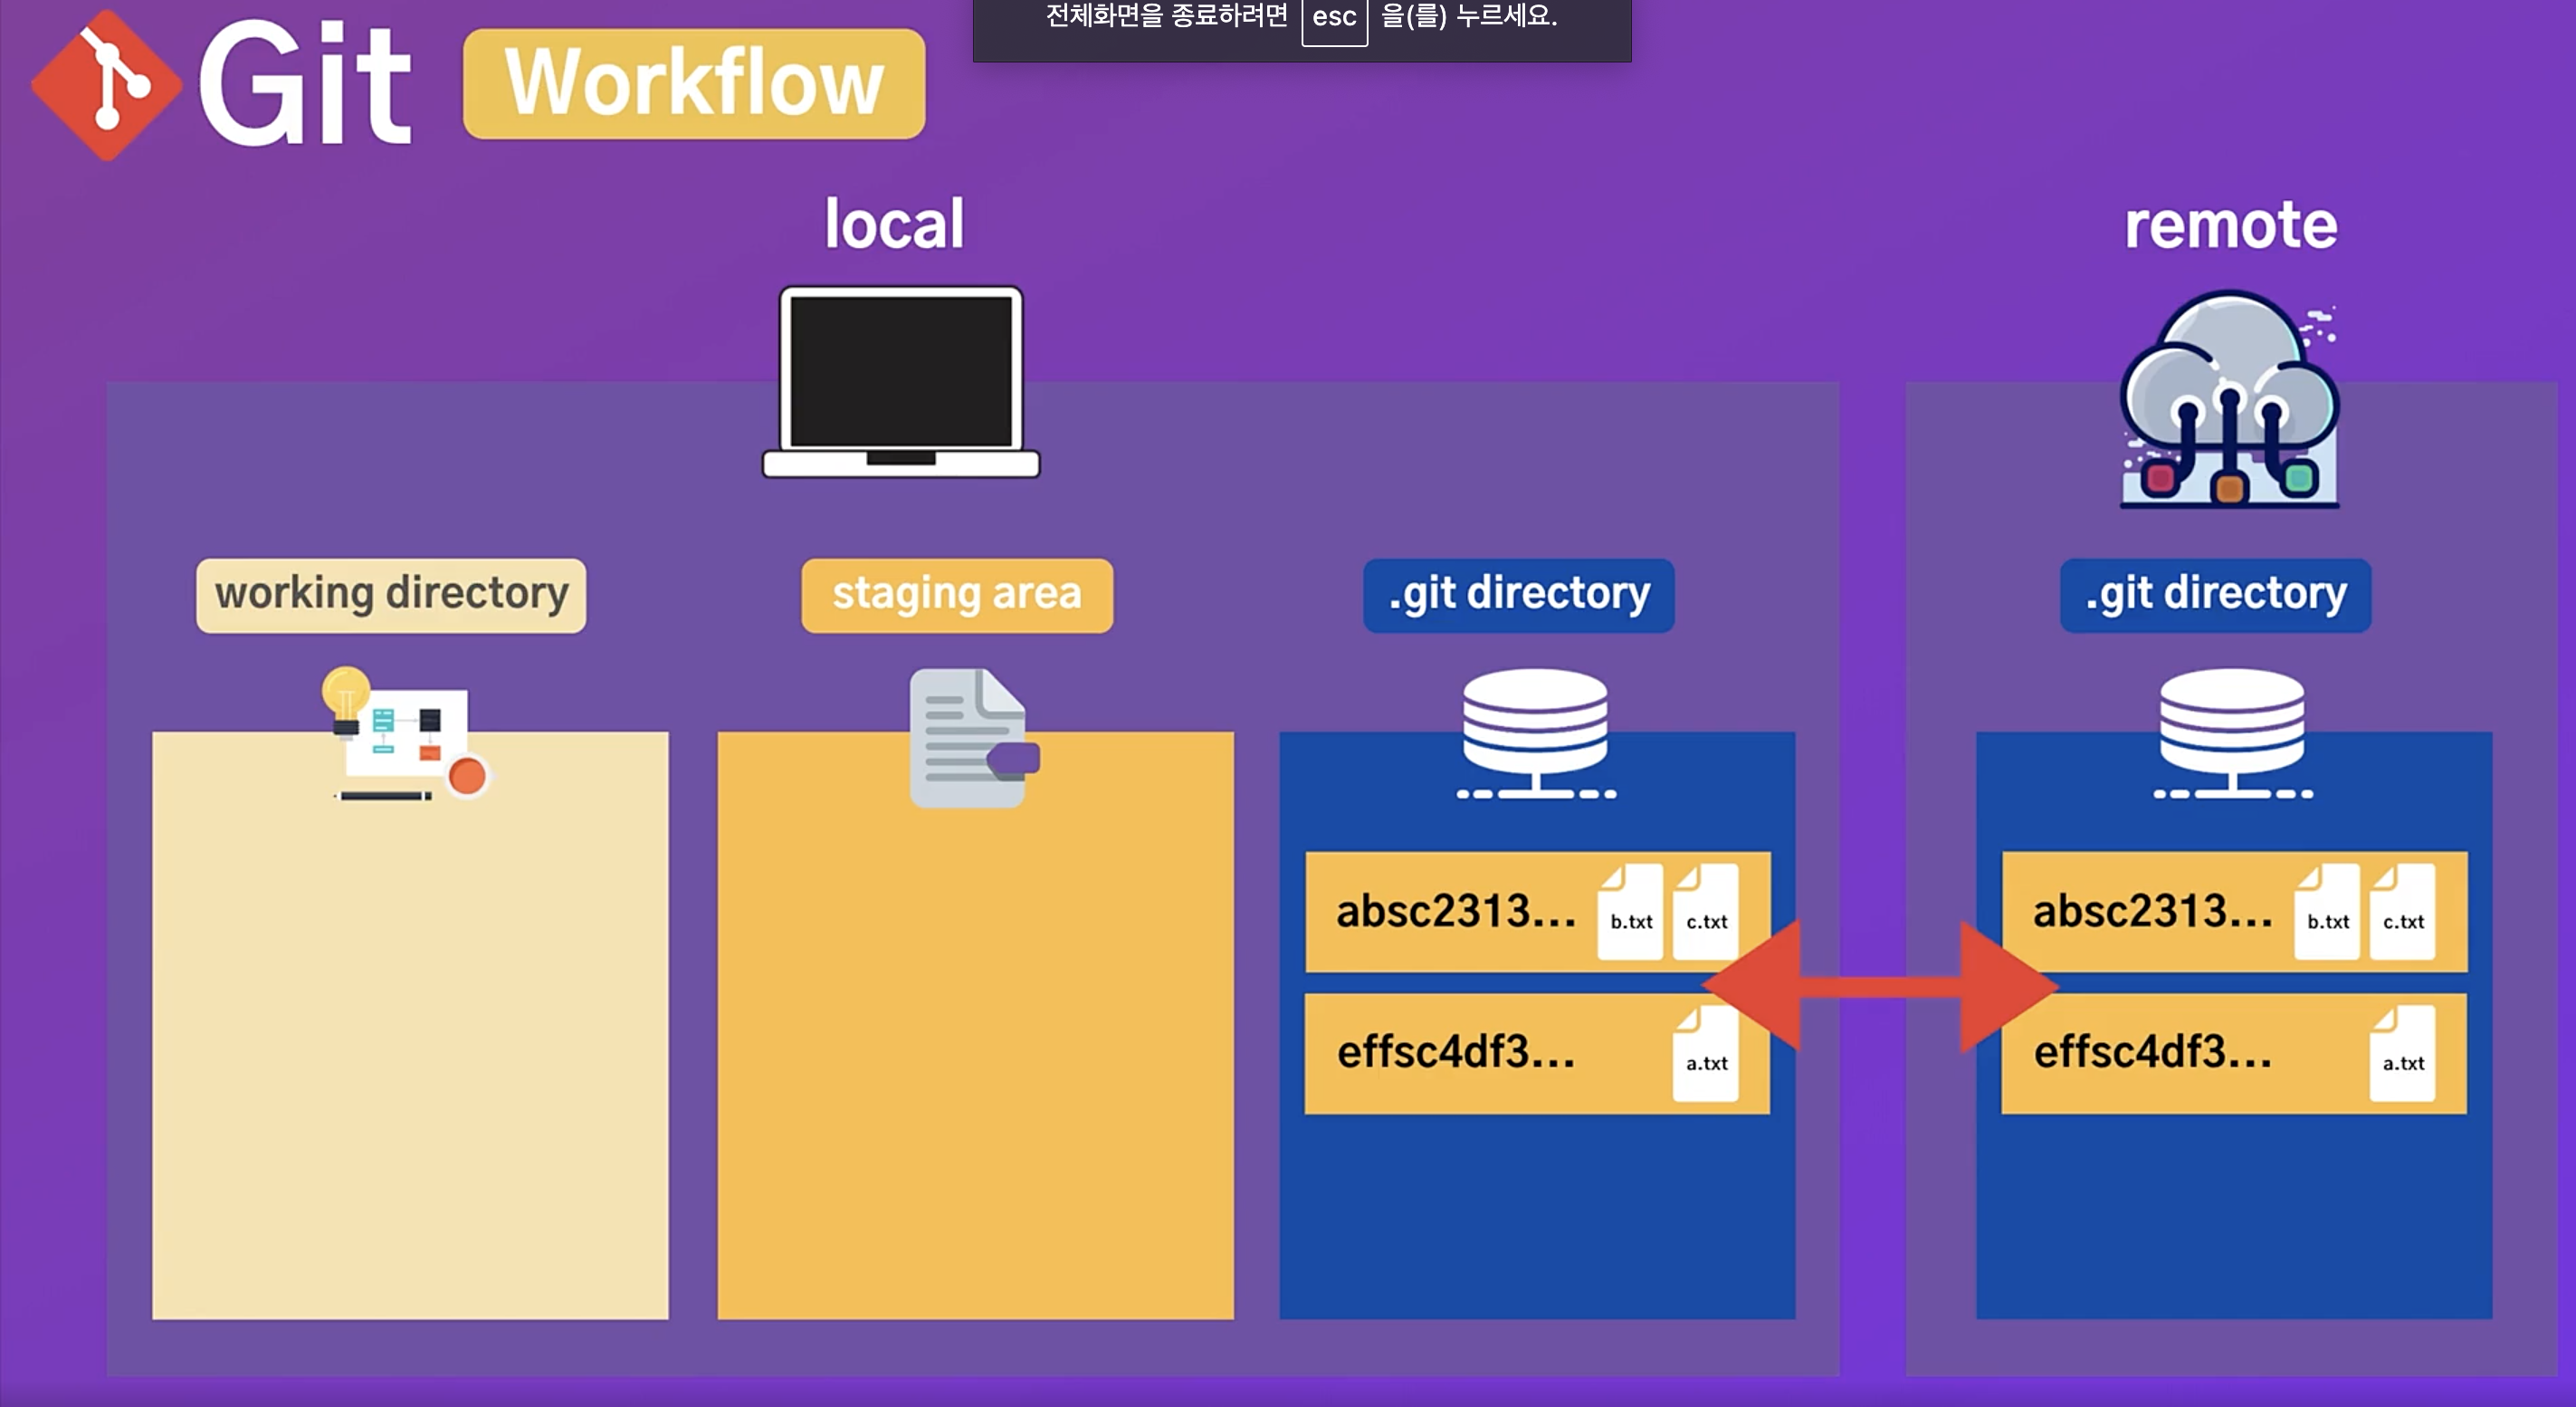 전체화면을 종료하려면 esc 을(를) 누르세요.
Git Workflow
local
remote
working directory
staging area
.git directory
.git directory
absc2313... b.txt c.txt
absc2313... b.txt c.txt
effsc4df3... a.txt
effsc4df3... a.txt